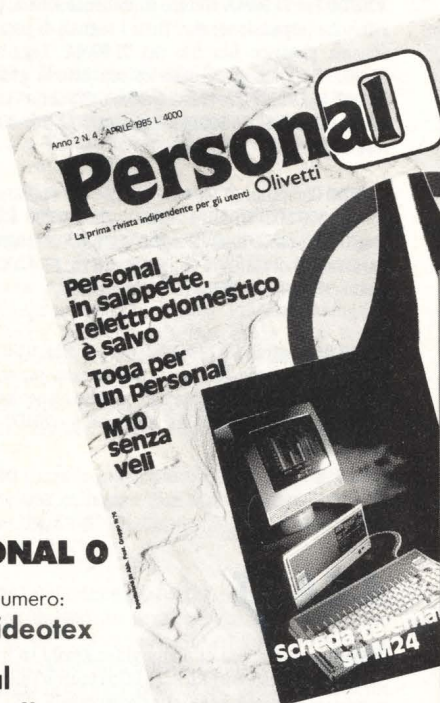 Anno 2 N. 4 - APRILE 1985 L. 4000
Personal O
La prima rivista indipendente per gli utenti Olivetti
Personal
in salopette,
l'elettrodomestico
è salvo
Toga per
un personal
M10
senza
veli
Scheda
su M24
ONAL O
umero:
ideotex
l